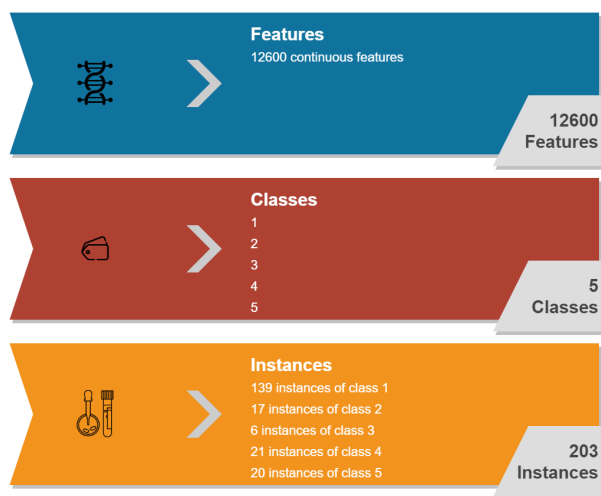 Features
12600 continuous features
12600
Features
Classes
1
2
3
4
5
5
Classes
Instances
139 instances of class 1
17 instances of class 2
6 instances of class 3
21 instances of class 4
20 instances of class 5
203
Instances